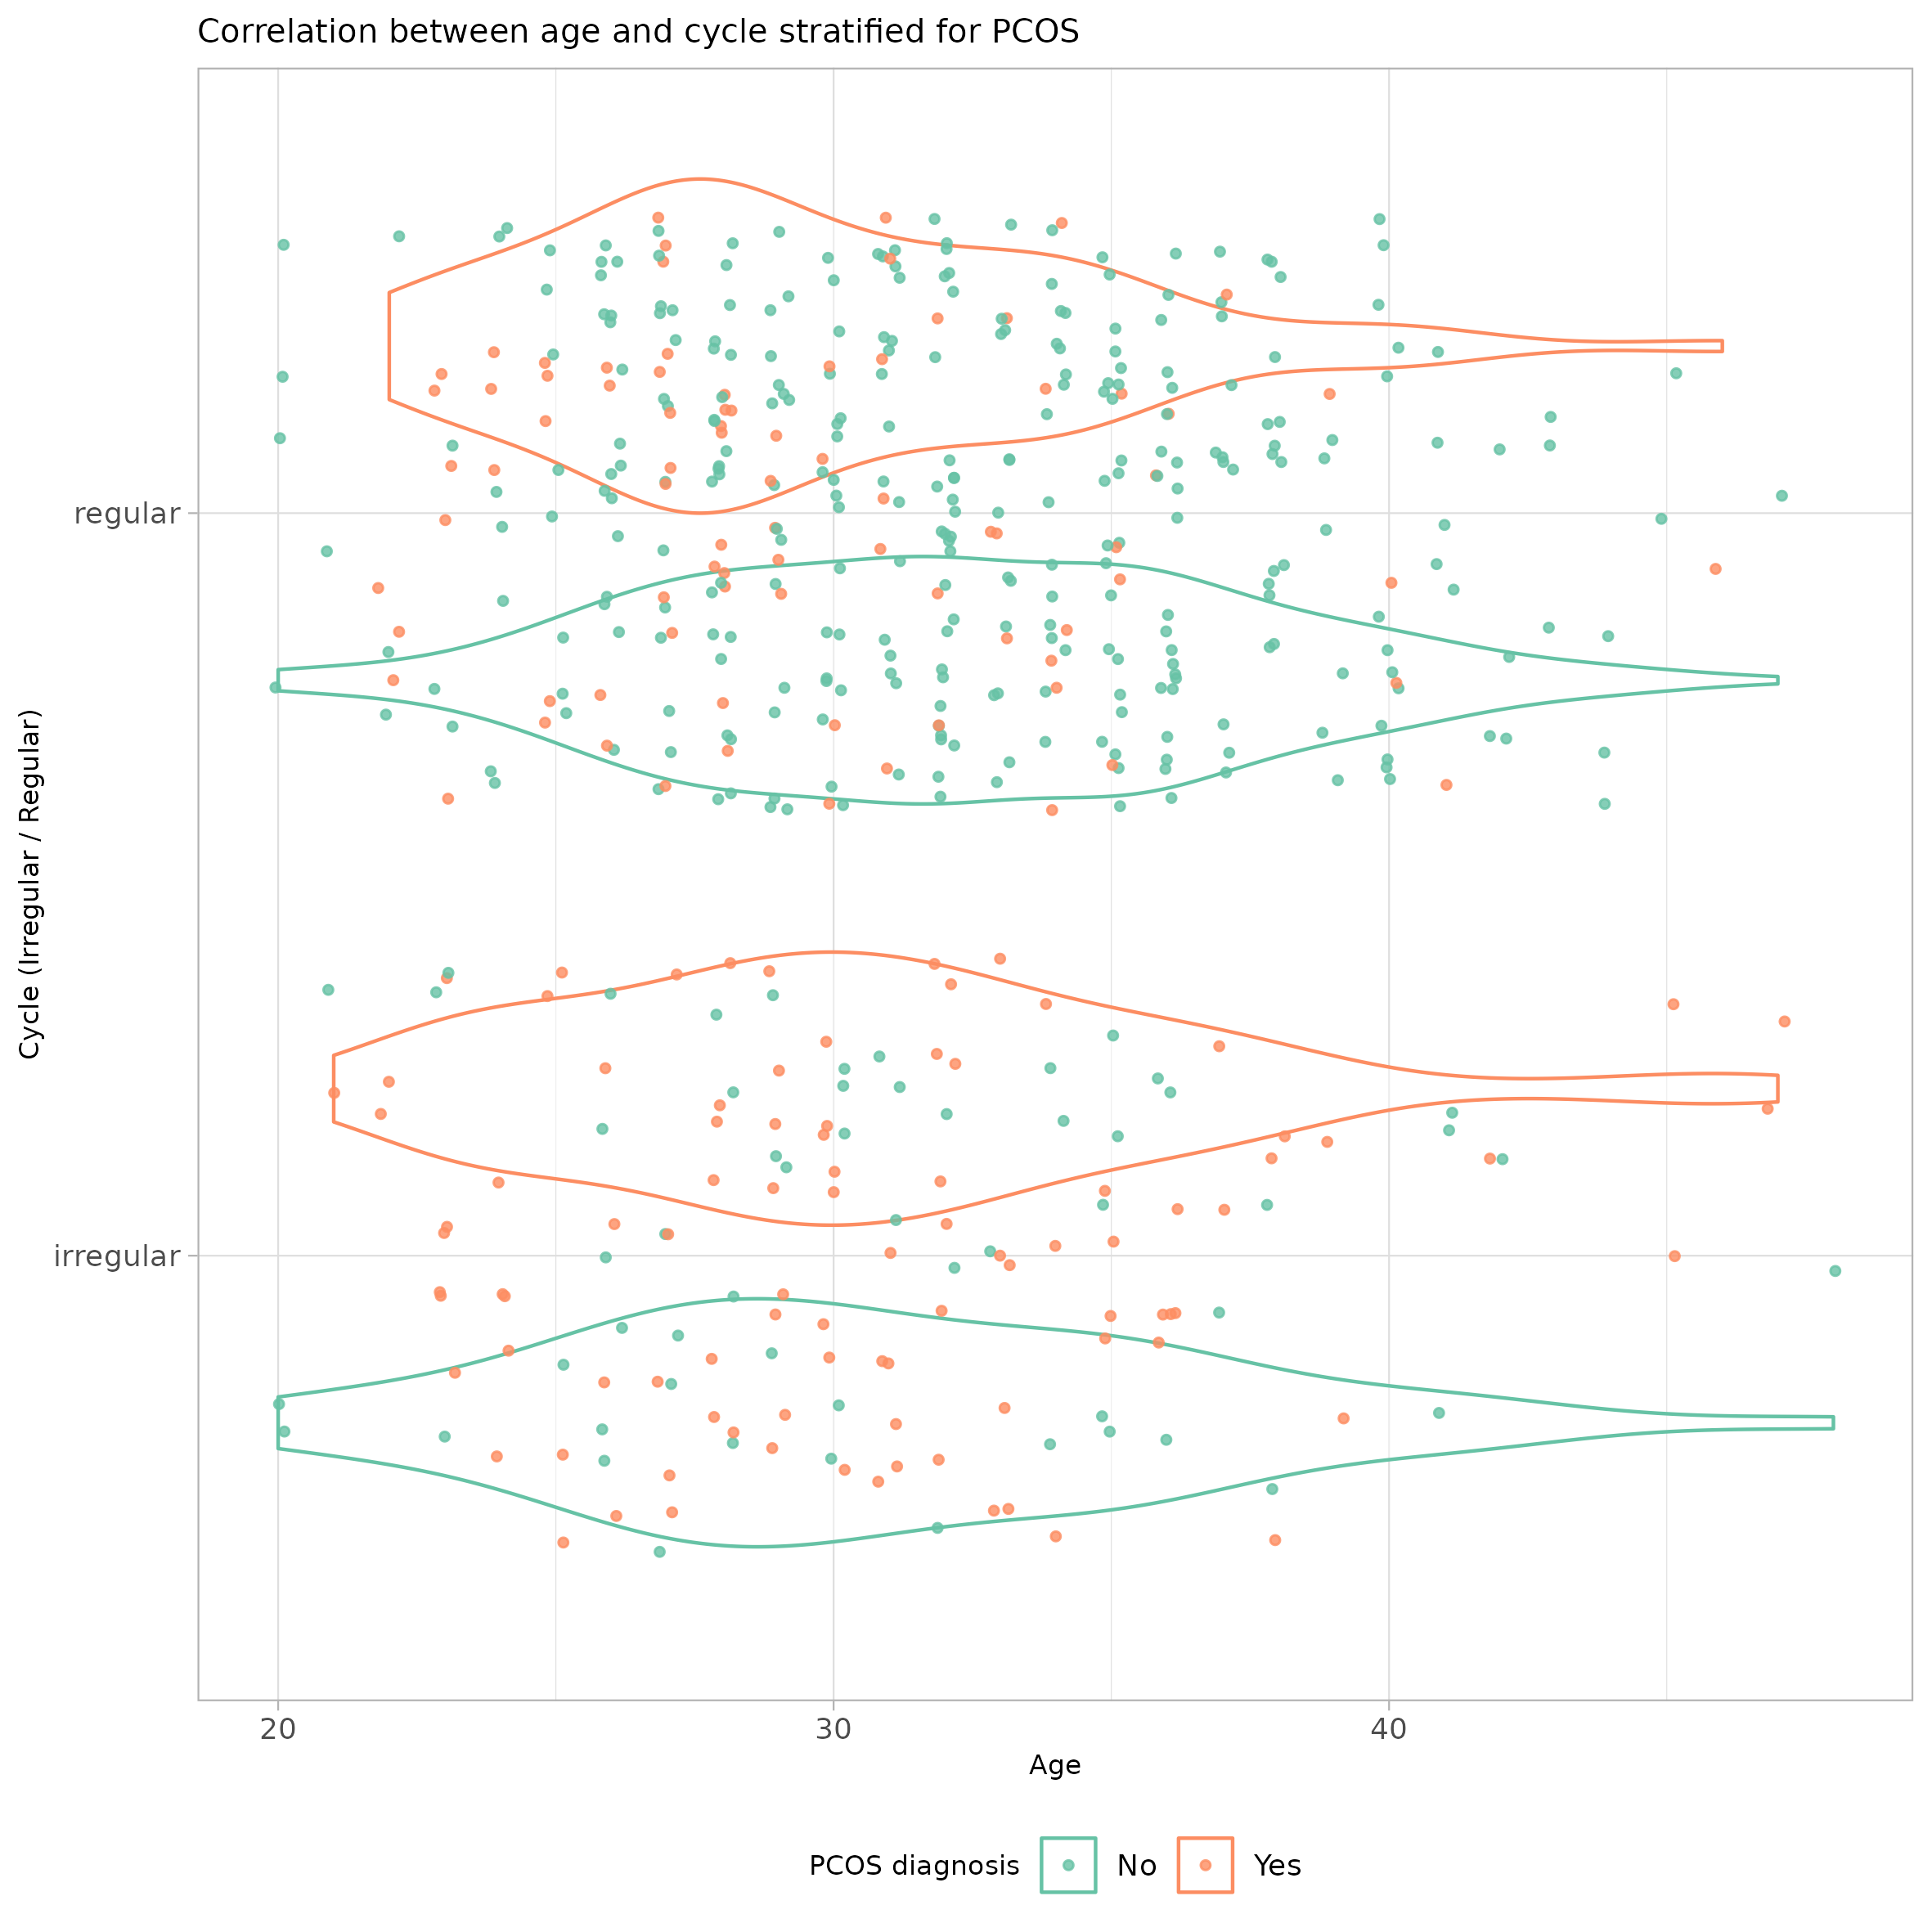 Correlation between age and cycle stratified for PCOS
Cycle (Irregular / Regular)
regular
irregular
20 30 40
Age
PCOS diagnosis No Yes